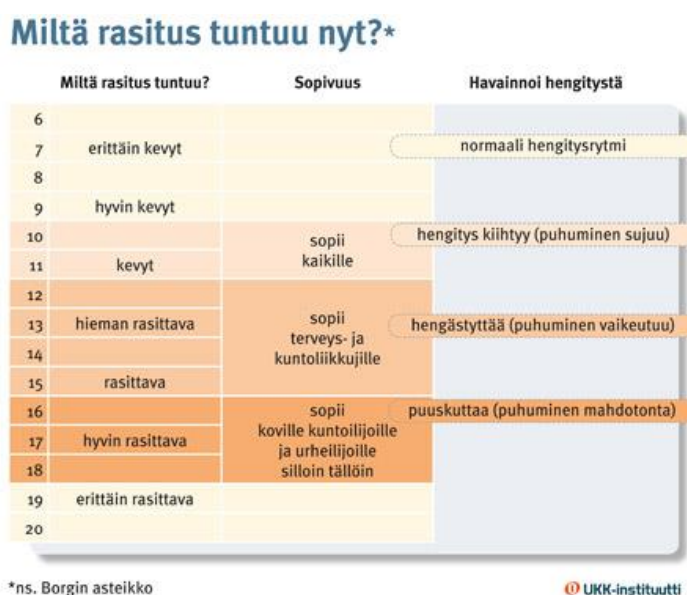 Miltä rasitus tuntuu nyt?*
Miltä rasitus tuntuu? Sopivuus Havainnoi hengitystä
6
7 erittäin kevyt normaali hengitysrytmi
8
9 hyvin kevyt
10 hengitys kiihtyy (puhuminen sujuu)
sopii
kaikille
11 kevyt
12
13 hieman rasittava hengästyttää (puhuminen vaikeutuu)
sopii
terveys- ja
kuntoliikkujille
14
15 rasittava
16 puuskuttaa (puhuminen mahdotonta)
sopii
koville kuntoilijoille
ja urheilijoille
silloin tällöin
17 hyvin rasittava
18
19 erittäin rasittava
20
*ns. Borgin asteikko
UKK-instituutti